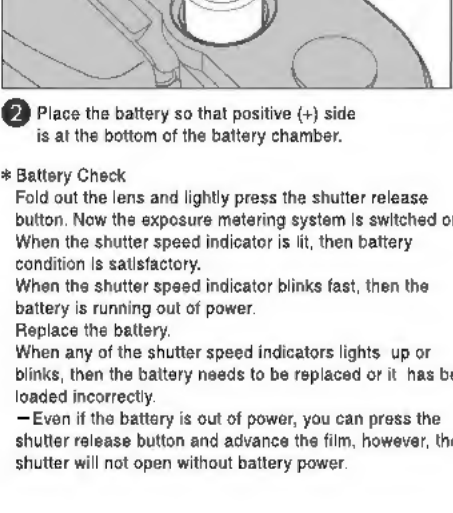 2 Place the battery so that positive (+) side
is at the bottom of the battery chamber.
* Battery Check
Fold out the lens and lightly press the shutter release
button. Now the exposure metering system is switched
When the shutter speed indicator is lit, then battery
condition is satisfactory.
When the shutter speed indicator blinks fast, then the
battery is running out of power.
Replace the battery.
When any of the shutter speed indicators lights up or
blinks, then the battery needs to be replaced or it has
loaded incorrectly.
—Even if the battery is out of power, you can press the
shutter release button and advance the film, however,
shutter will not open without battery power.